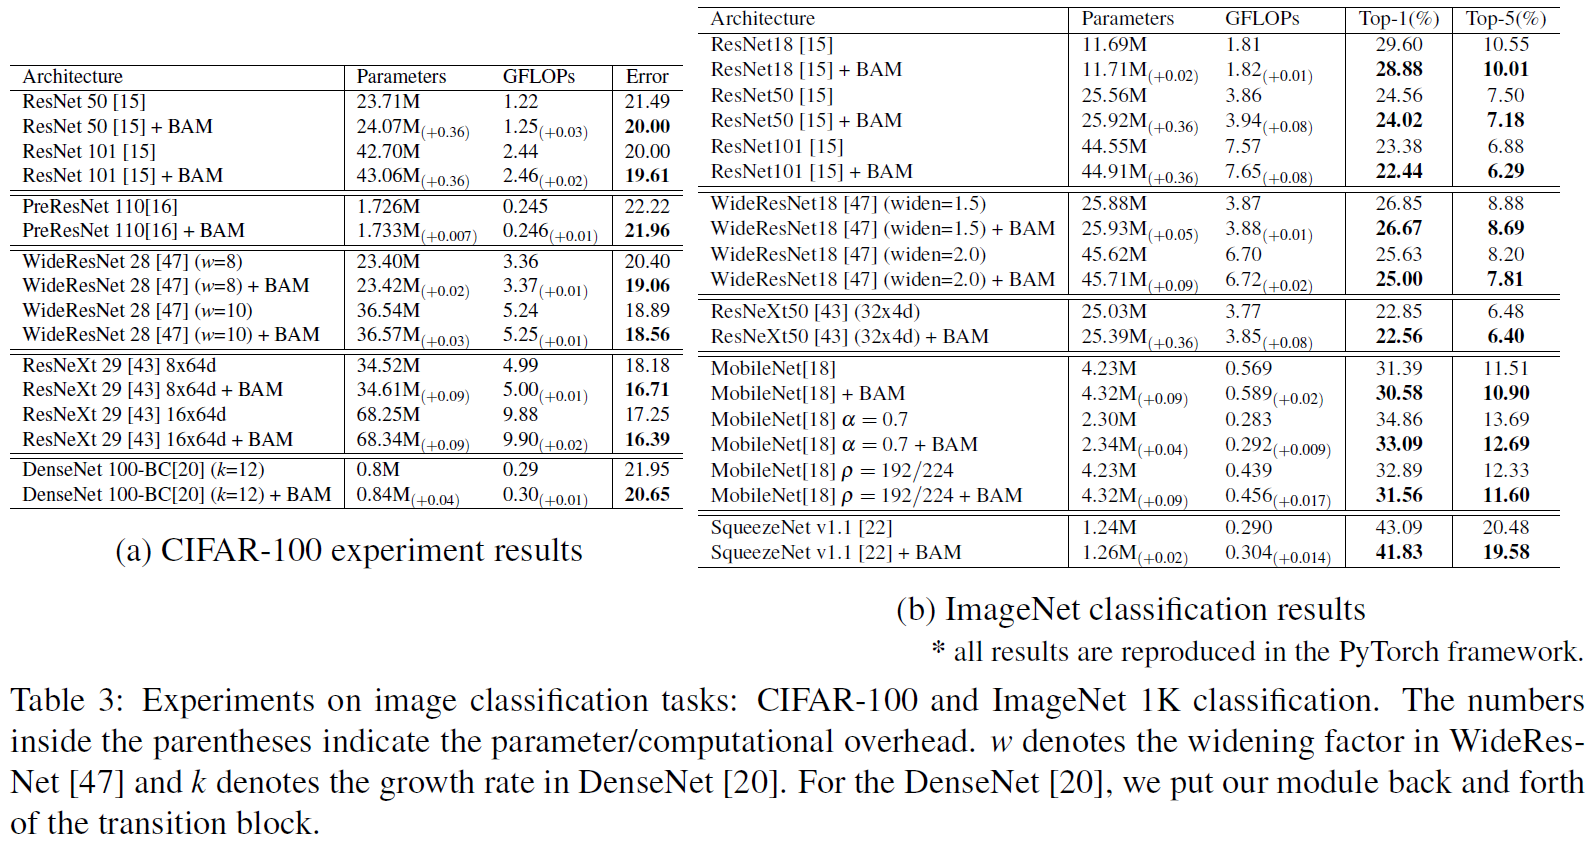 Architecture Parameters GFLOPs Error
ResNet 50 [15] 23.71M 1.22 21.49
ResNet 50 [15] + BAM 24.07M(+0.36) 1.25(+0.03) 20.00
ResNet 101 [15] 42.70M 2.44 20.00
ResNet 101 [15] + BAM 43.06M(+0.36) 2.46(+0.02) 19.61
PreResNet 110[16] 1.726M 0.245 22.22
PreResNet 110[16] + BAM 1.733M(+0.007) 0.246(+0.01) 21.96
WideResNet 28 [47] (w=8) 23.40M 3.36 20.40
WideResNet 28 [47] (w=8) + BAM 23.42M(+0.02) 3.37(+0.01) 19.06
WideResNet 28 [47] (w=10) 36.54M 5.24 18.89
WideResNet 28 [47] (w=10) + BAM 36.57M(+0.03) 5.25(+0.01) 18.56
ResNeXt 29 [43] 8x64d 34.52M 4.99 18.18
ResNeXt 29 [43] 8x64d + BAM 34.61M(+0.09) 5.00(+0.01) 16.71
ResNeXt 29 [43] 16x64d 68.25M 9.88 17.25
ResNeXt 29 [43] 16x64d + BAM 68.34M(+0.09) 9.90(+0.02) 16.39
DenseNet 100-BC[20] (k=12) 0.8M 0.29 21.95
DenseNet 100-BC[20] (k=12) + BAM 0.84M(+0.04) 0.30(+0.01) 20.65
(a) CIFAR-100 experiment results
Architecture Parameters GFLOPs Top-1(%) Top-5(%)
ResNet18 [15] 11.69M 1.81 29.60 10.55
ResNet18 [15] + BAM 11.71M(+0.02) 1.82(+0.01) 28.88 10.01
ResNet50 [15] 25.56M 3.86 24.56 7.50
ResNet50 [15] + BAM 25.92M(+0.36) 3.94(+0.08) 24.02 7.18
ResNet101 [15] 44.55M 7.57 23.38 6.88
ResNet101 [15] + BAM 44.91M(+0.36) 7.65(+0.08) 22.44 6.29
WideResNet18 [47] (widen=1.5) 25.88M 3.87 26.85 8.88
WideResNet18 [47] (widen=1.5) + BAM 25.93M(+0.05) 3.88(+0.01) 26.67 8.69
WideResNet18 [47] (widen=2.0) 45.62M 6.70 25.63 8.20
WideResNet18 [47] (widen=2.0) + BAM 45.71M(+0.09) 6.72(+0.02) 25.00 7.81
ResNeXt50 [43] (32x4d) 25.03M 3.77 22.85 6.48
ResNeXt50 [43] (32x4d) + BAM 25.39M(+0.36) 3.85(+0.08) 22.56 6.40
MobileNet[18] 4.23M 0.569 31.39 11.51
MobileNet[18] + BAM 4.32M(+0.09) 0.589(+0.02) 30.58 10.90
MobileNet[18] α = 0.7 2.30M 0.283 34.86 13.69
MobileNet[18] α = 0.7 + BAM 2.34M(+0.04) 0.292(+0.009) 33.09 12.69
MobileNet[18] ρ = 192/224 4.23M 0.439 32.89 12.33
MobileNet[18] ρ = 192/224 + BAM 4.32M(+0.09) 0.456(+0.017) 31.56 11.60
SqueezeNet v1.1 [22] 1.24M 0.290 43.09 20.48
SqueezeNet v1.1 [22] + BAM 1.26M(+0.02) 0.304(+0.014) 41.83 19.58
(b) ImageNet classification results
* all results are reproduced in the PyTorch framework.
Table 3: Experiments on image classification tasks: CIFAR-100 and ImageNet 1K classification. The numbers
inside the parentheses indicate the parameter/computational overhead. w denotes the widening factor in WideRes-
Net [47] and k denotes the growth rate in DenseNet [20]. For the DenseNet [20], we put our module back and forth
of the transition block.